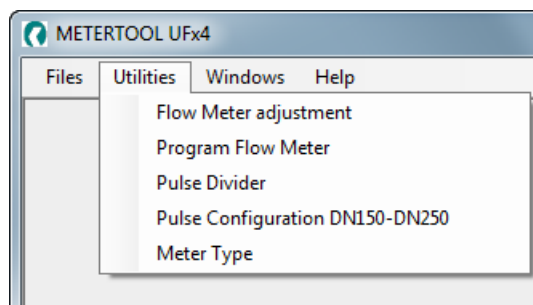 METERTOOL UFx4
Files Utilities Windows Help
Flow Meter adjustment
Program Flow Meter
Pulse Divider
Pulse Configuration DN150-DN250
Meter Type